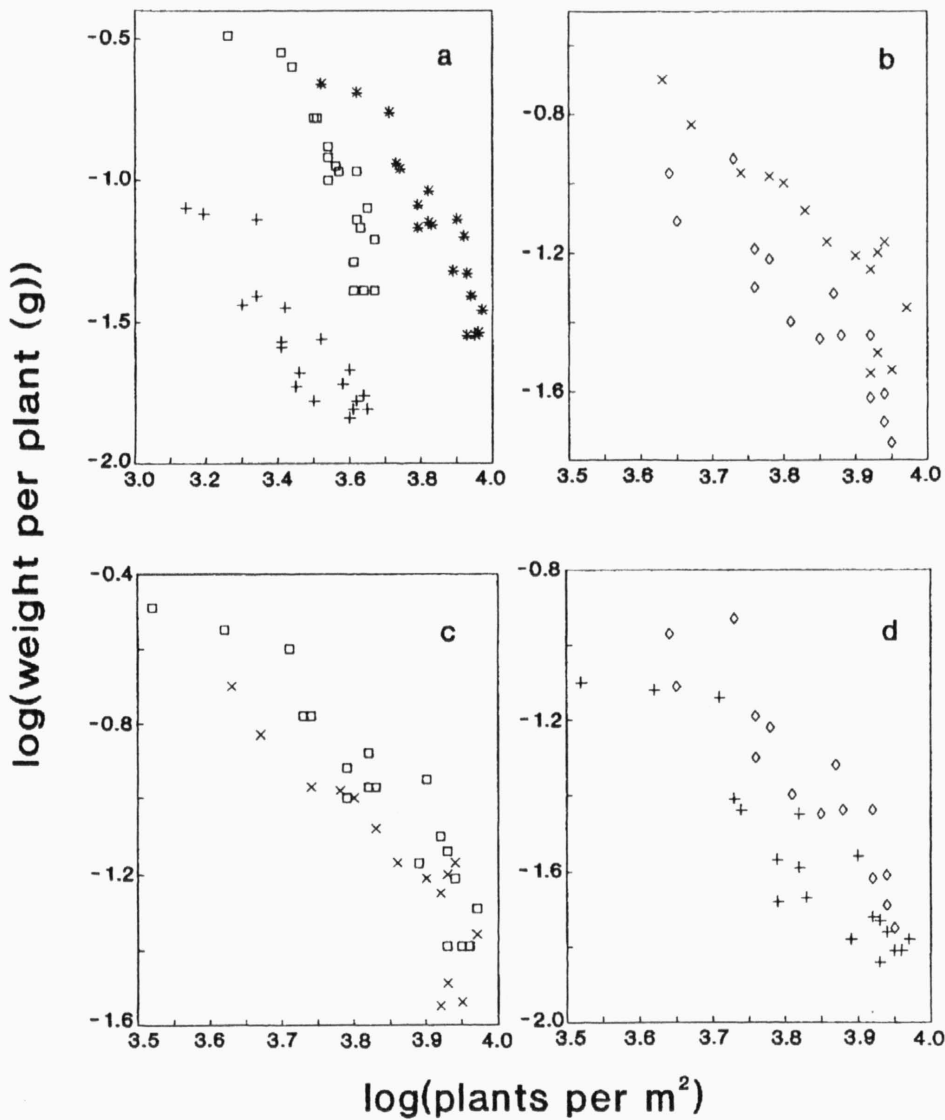 a
-0.5
-1.0
-1.5
-2.0
3.0 3.2 3.4 3.6 3.8 4.0
b
-0.8
-1.2
-1.6
3.5 3.6 3.7 3.8 3.9 4.0
c
-0.4
-0.8
-1.2
-1.6
3.5 3.6 3.7 3.8 3.9 4.0
d
-0.8
-1.2
-1.6
-2.0
3.5 3.6 3.7 3.8 3.9 4.0
log(weight per plant (g))
log(plants per m²)